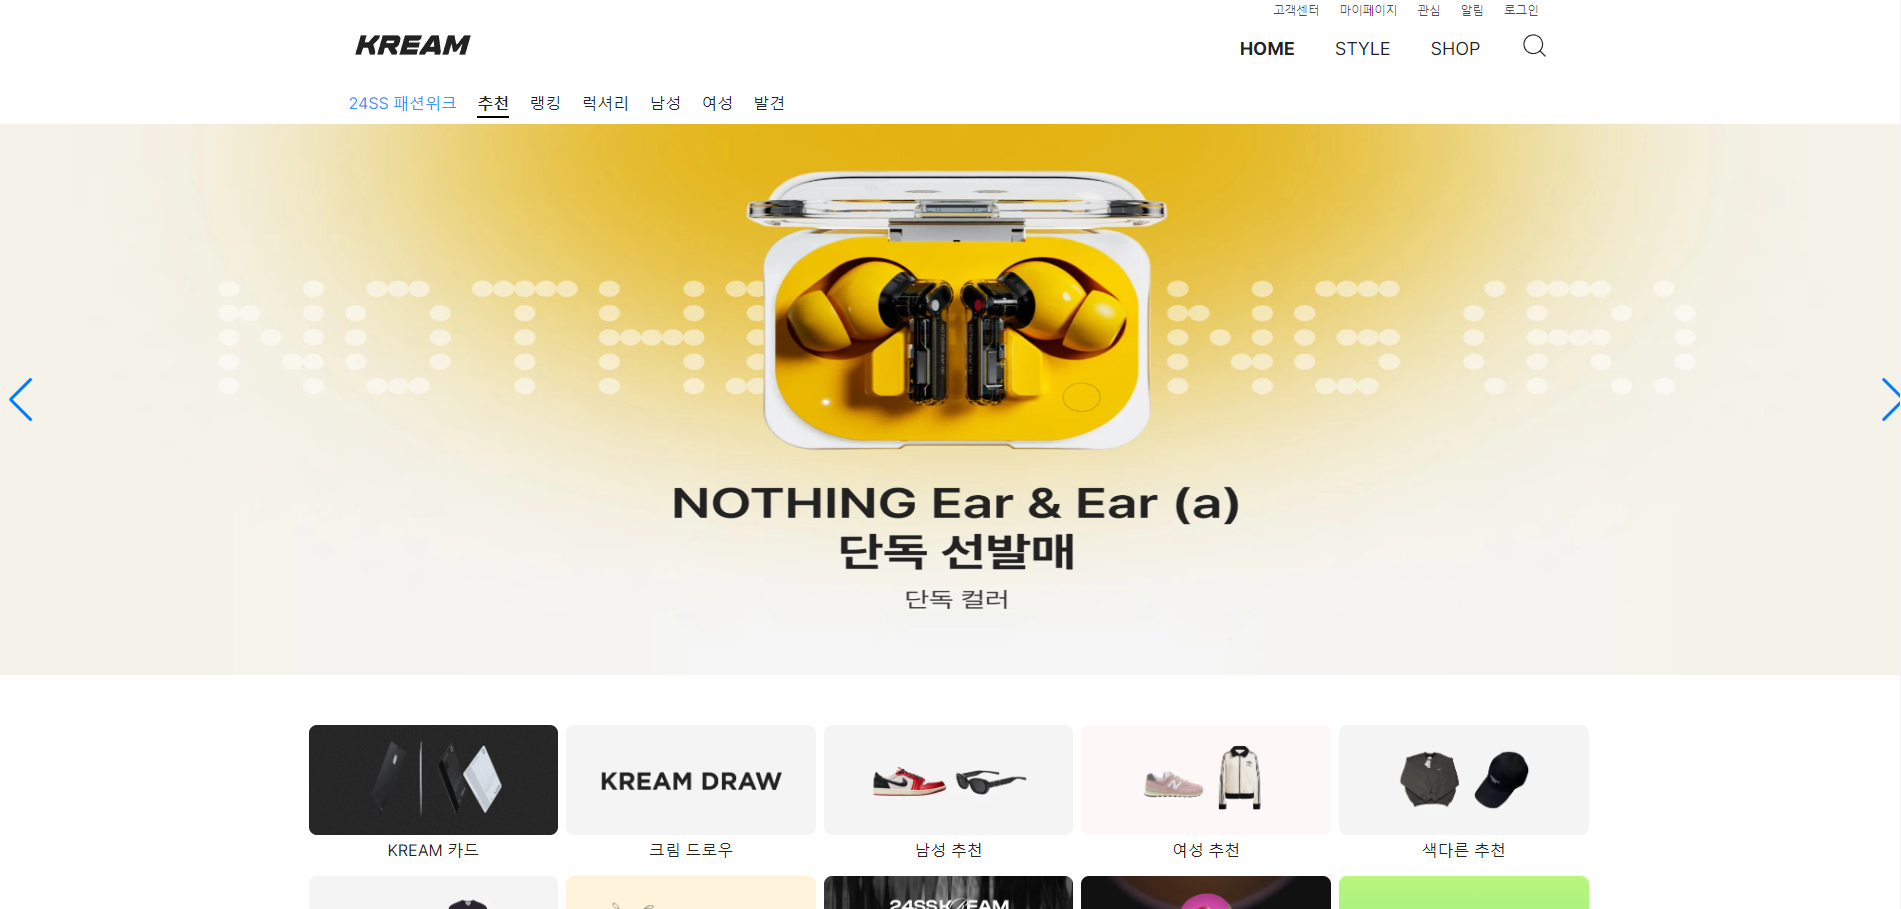 고객센터 마이페이지 관심 알림 로그인
KREAM
HOME STYLE SHOP
24SS 패션위크 추천 랭킹 럭셔리 남성 여성 발견
NOTHING (a)
NOTHING Ear & Ear (a)
단독 선발매
단독 컬러
KREAM DRAW
KREAM 카드 크림 드로우 남성 추천 여성 추천 색다른 추천
24SSKREAM